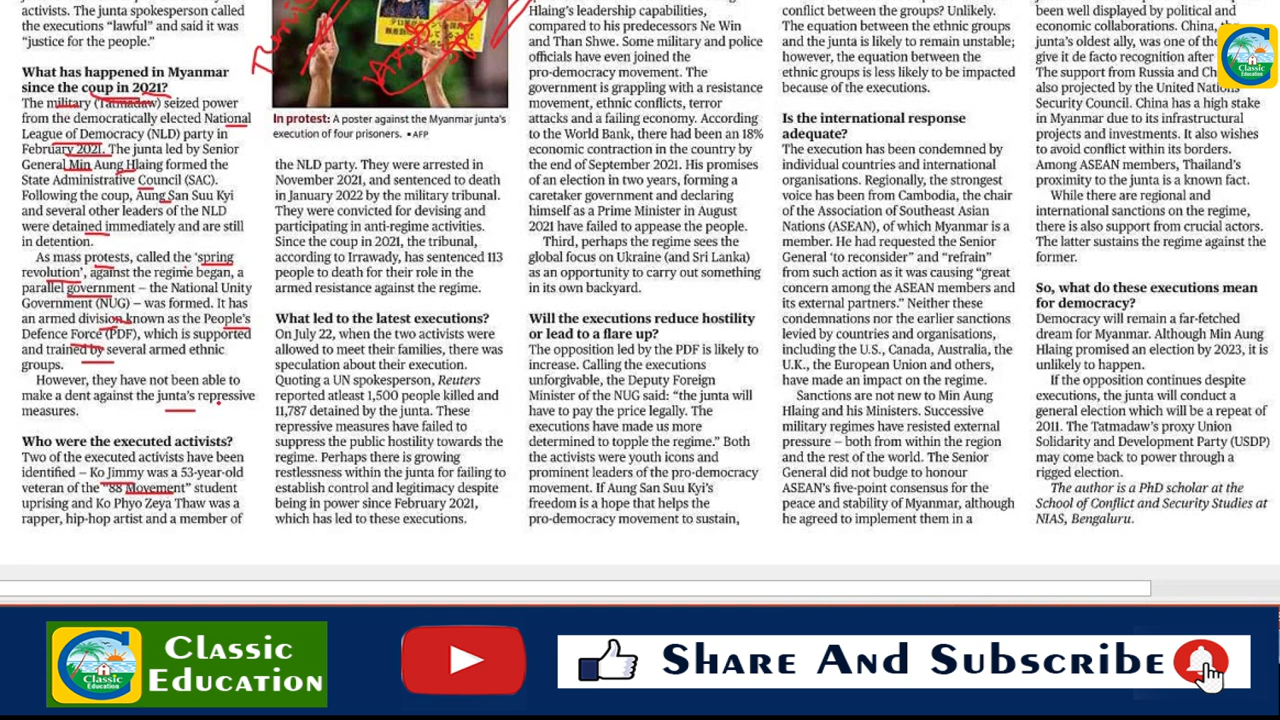 activists. The junta spokesperson called
the executions “lawful” and said it was
“justice for the people.”
What has happened in Myanmar
since the coup in 2021?
The military (Tatmadaw) seized power
from the democratically elected National
League of Democracy (NLD) party in
February 2021. The junta led by Senior
General Min Aung Hlaing formed the
State Administrative Council (SAC).
Following the coup, Aung San Suu Kyi
and several other leaders of the NLD
were detained immediately and are still
in detention.
As mass protests, called the ‘spring
revolution’, against the regime began, a
parallel government – the National Unity
Government (NUG) – was formed. It has
an armed division known as the People’s
Defence Force (PDF), which is supported
and trained by several armed ethnic
groups.
However, they have not been able to
make a dent against the junta’s repressive
measures.
Who were the executed activists?
Two of the executed activists have been
identified – Ko Jimmy was a 53-year-old
veteran of the “88 Movement” student
uprising and Ko Phyo Zeya Thaw was a
rapper, hip-hop artist and a member of
In protest: A poster against the Myanmar junta’s
execution of four prisoners. • AFP
the NLD party. They were arrested in
November 2021, and sentenced to death
in January 2022 by the military tribunal.
They were convicted for devising and
participating in anti-regime activities.
Since the coup in 2021, the tribunal,
according to Irrawady, has sentenced 113
people to death for their role in the
armed resistance against the regime.
What led to the latest executions?
On July 22, when the two activists were
allowed to meet their families, there was
speculation about their execution.
Quoting a UN spokesperson, Reuters
reported atleast 1,500 people killed and
11,787 detained by the junta. These
repressive measures have failed to
suppress the public hostility towards the
regime. Perhaps there is growing
restlessness within the junta for failing to
establish control and legitimacy despite
being in power since February 2021,
which has led to these executions.
Hlaing’s leadership capabilities,
compared to his predecessors Ne Win
and Than Shwe. Some military and police
officials have even joined the
pro-democracy movement. The
government is grappling with a resistance
movement, ethnic conflicts, terror
attacks and a failing economy. According
to the World Bank, there had been an 18%
economic contraction in the country by
the end of September 2021. His promises
of an election in two years, forming a
caretaker government and declaring
himself as a Prime Minister in August
2021 have failed to appease the people.
Third, perhaps the regime sees the
global focus on Ukraine (and Sri Lanka)
as an opportunity to carry out something
in its own backyard.
Will the executions reduce hostility
or lead to a flare up?
The opposition led by the PDF is likely to
increase. Calling the executions
unforgivable, the Deputy Foreign
Minister of the NUG said: “the junta will
have to pay the price legally. The
executions have made us more
determined to topple the regime.” Both
the activists were youth icons and
prominent leaders of the pro-democracy
movement. If Aung San Suu Kyi’s
freedom is a hope that helps the
pro-democracy movement to sustain,
conflict between the groups? Unlikely.
The equation between the ethnic groups
and the junta is likely to remain unstable;
however, the equation between the
ethnic groups is less likely to be impacted
because of the executions.
Is the international response
adequate?
The execution has been condemned by
individual countries and international
organisations. Regionally, the strongest
voice has been from Cambodia, the chair
of the Association of Southeast Asian
Nations (ASEAN), of which Myanmar is a
member. He had requested the Senior
General ‘to reconsider” and “refrain”
from such action as it was causing “great
concern among the ASEAN members and
its external partners.” Neither these
condemnations nor the earlier sanctions
levied by countries and organisations,
including the U.S., Canada, Australia, the
U.K., the European Union and others,
have made an impact on the regime.
Sanctions are not new to Min Aung
Hlaing and his Ministers. Successive
military regimes have resisted external
pressure – both from within the region
and the rest of the world. The Senior
General did not budge to honour
ASEAN’s five-point consensus for the
peace and stability of Myanmar, although
he agreed to implement them in a
been well displayed by political and
economic collaborations. China, the
junta’s oldest ally, was one of the
give it de facto recognition after
The support from Russia and
also projected by the United Nations
Security Council. China has a high stake
in Myanmar due to its infrastructural
projects and investments. It also wishes
to avoid conflict within its borders.
Among ASEAN members, Thailand’s
proximity to the junta is a known fact.
While there are regional and
international sanctions on the regime,
there is also support from crucial actors.
The latter sustains the regime against the
former.
So, what do these executions mean
for democracy?
Democracy will remain a far-fetched
dream for Myanmar. Although Min Aung
Hlaing promised an election by 2023, it is
unlikely to happen.
If the opposition continues despite
executions, the junta will conduct a
general election which will be a repeat of
2011. The Tatmadaw’s proxy Union
Solidarity and Development Party (USDP)
may come back to power through a
rigged election.
The author is a PhD scholar at the
School of Conflict and Security Studies at
NIAS, Bengaluru.
Classic
Education
Classic
Education
Share And Subscribe